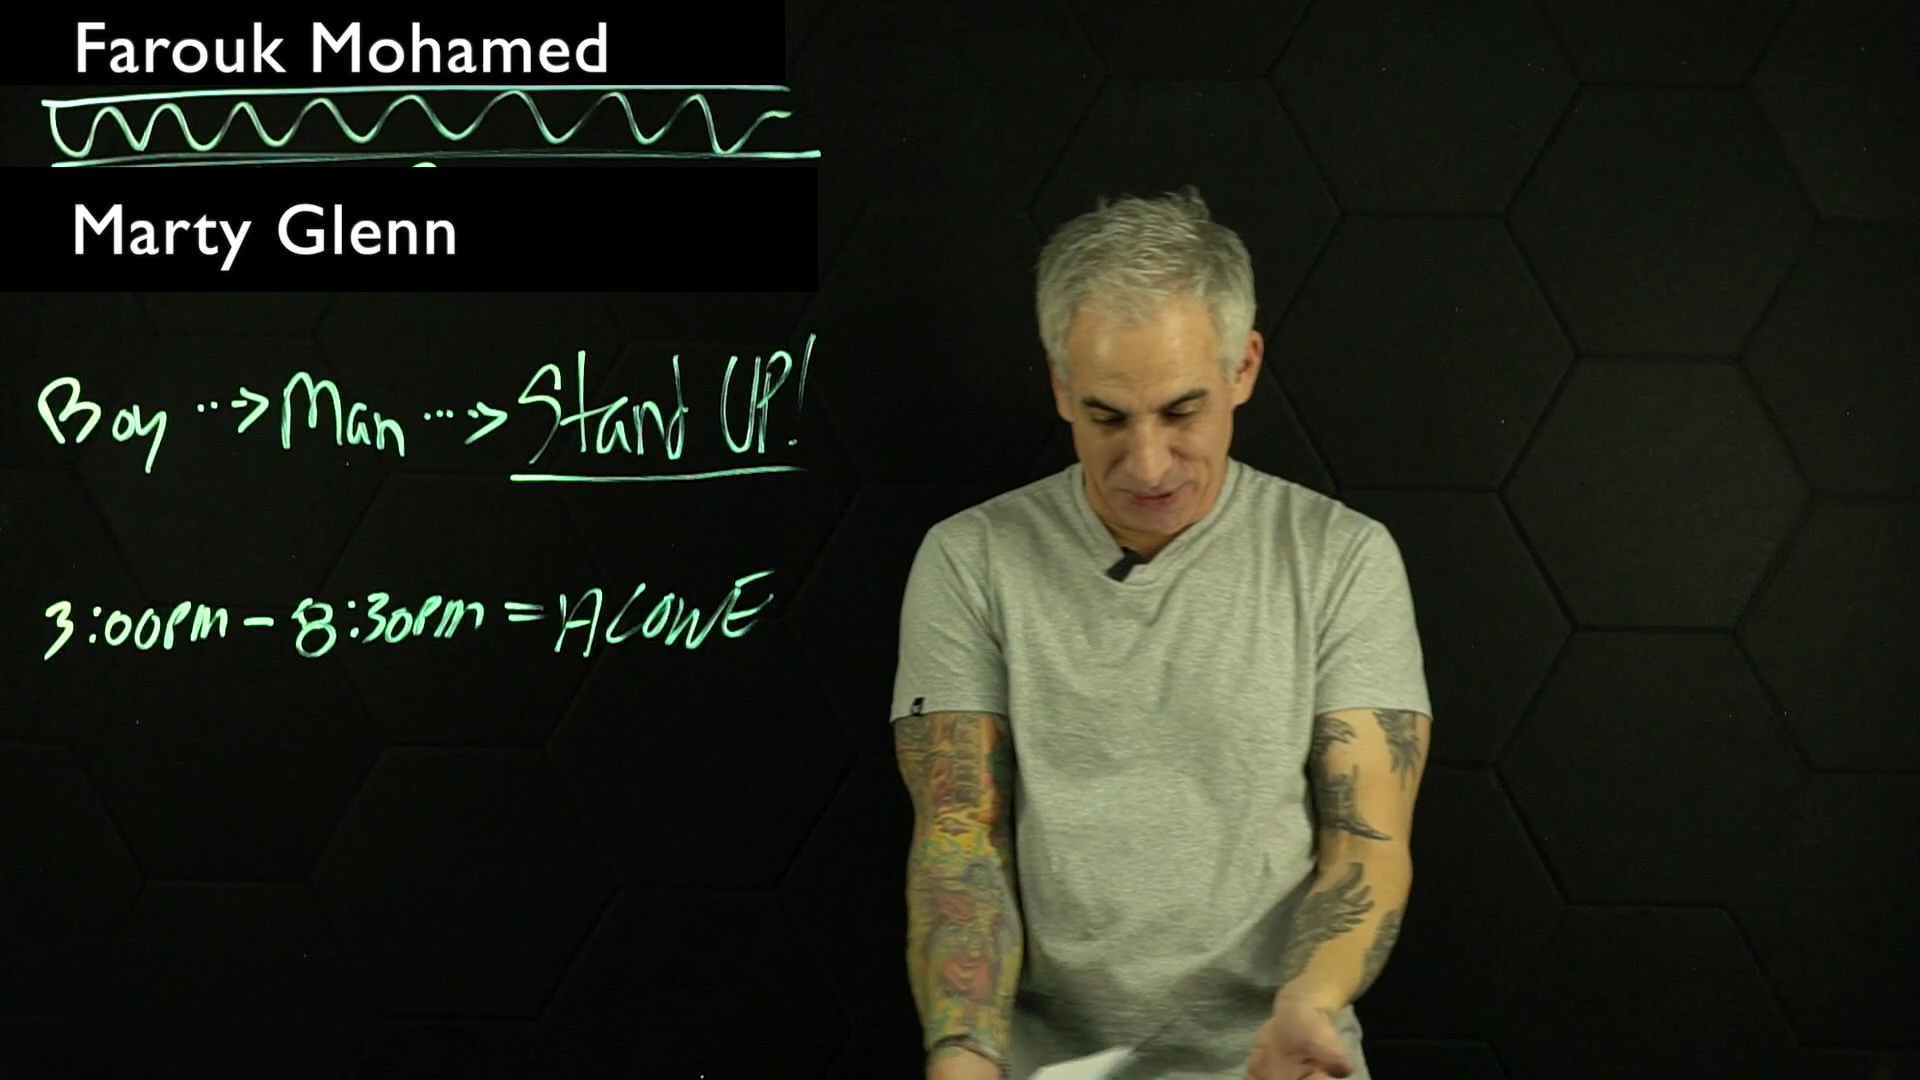 Farouk Mohamed
Marty Glenn
Boy ...> Man ...> Stand UP!
3:00PM - 8:30PM = ALONE